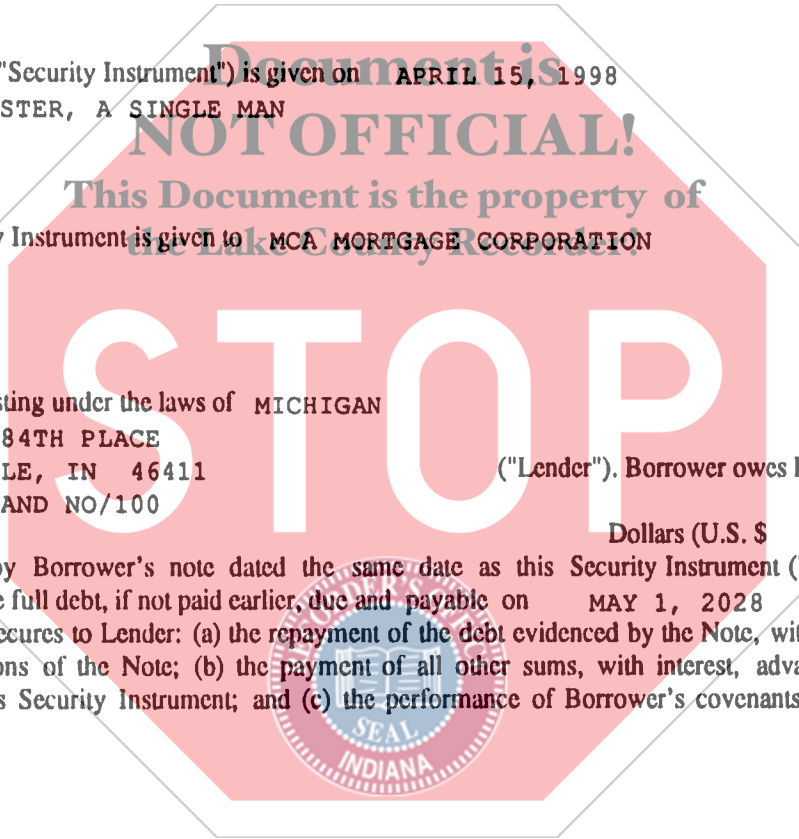 "Security Instrument") is given on APRIL 15, 1998
STER, A SINGLE MAN
Document is
NOT OFFICIAL!
This Document is the property of
the Lake County Recorder!
Instrument is given to MCA MORTGAGE CORPORATION
STOP
sting under the laws of MICHIGAN
84TH PLACE
LE, IN 46411
("Lender"). Borrower owes
AND NO/100
Dollars (U.S. $
by Borrower's note dated the same date as this Security Instrument (
full debt, if not paid earlier, due and payable on MAY 1, 2028
ecures to Lender: (a) the repayment of the debt evidenced by the Note, wit
ons of the Note; (b) the payment of all other sums, with interest, adva
s Security Instrument; and (c) the performance of Borrower's covenants
RECORDER'S OFFICE
SEAL
INDIANA